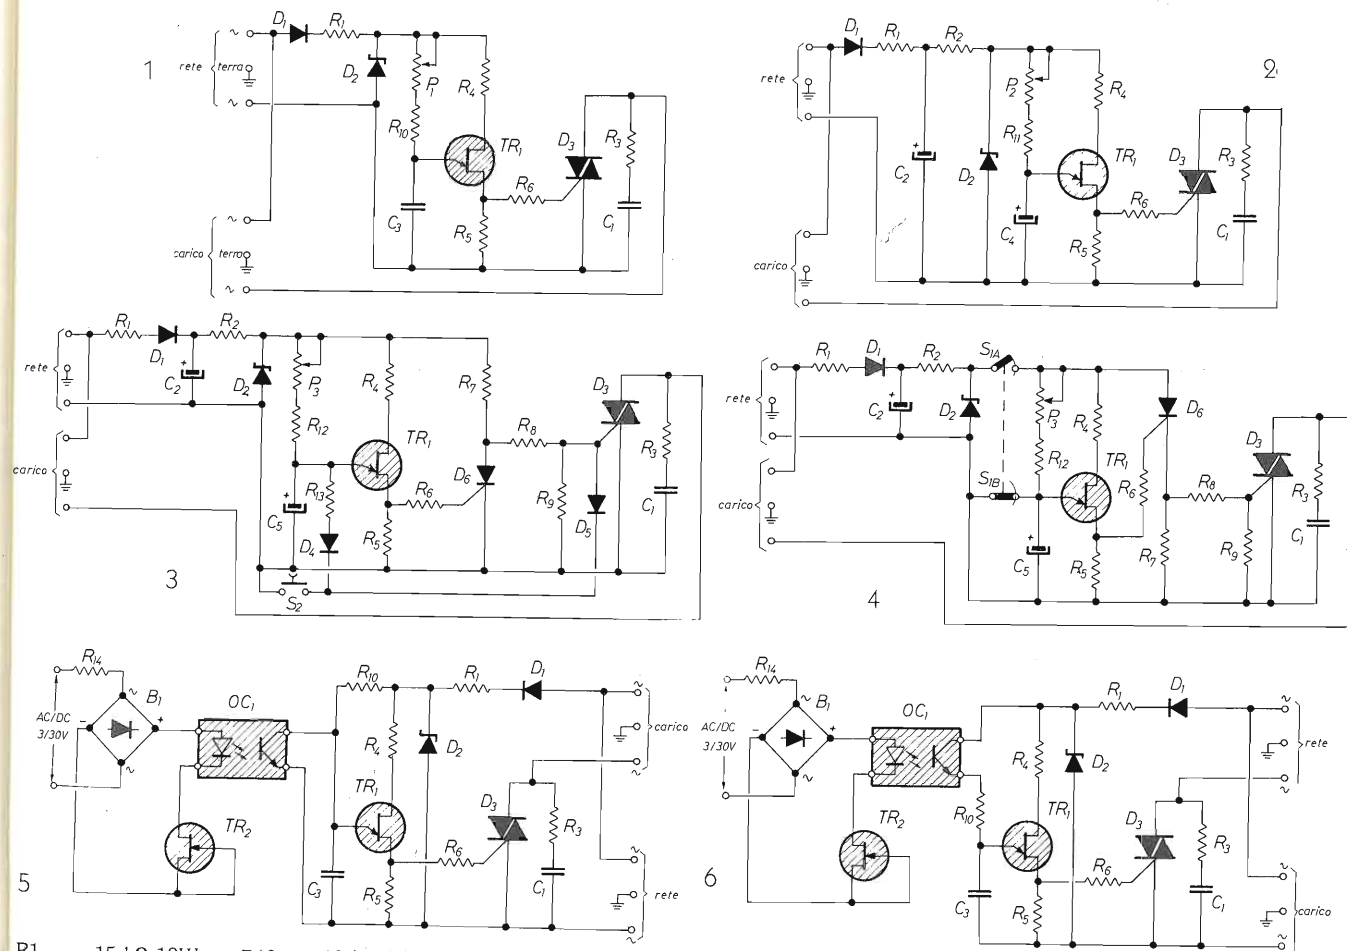 1
D1
R1
rete
terra
D2
P1
R4
R10
TR1
D3
R3
R6
C3
R5
C1
carico
terra
2
D1
R1
R2
rete
P2
R4
R11
C2
D2
TR1
D3
R3
R6
C4
R5
C1
carico
3
R1
D1
R2
rete
C2
D2
P3
R4
R7
D3
R12
TR1
R8
R3
carico
R13
D6
R6
R9
C5
D4
R5
D5
C1
S2
4
R1
D1
R2
S1A
rete
C2
D2
P3
R4
D6
R12
TR1
D3
carico
S1B
R6
R8
R3
C5
R5
R7
R9
C1
5
R14
B1
AC/DC
3/30V
OC1
R10
R1
D1
carico
R4
D2
TR1
D3
TR2
R3
R6
C3
R5
C1
rete
6
R14
B1
AC/DC
3/30V
OC1
R1
D1
rete
R4
D2
R10
TR1
D3
TR2
R3
R6
C3
R5
C1
carico
R1